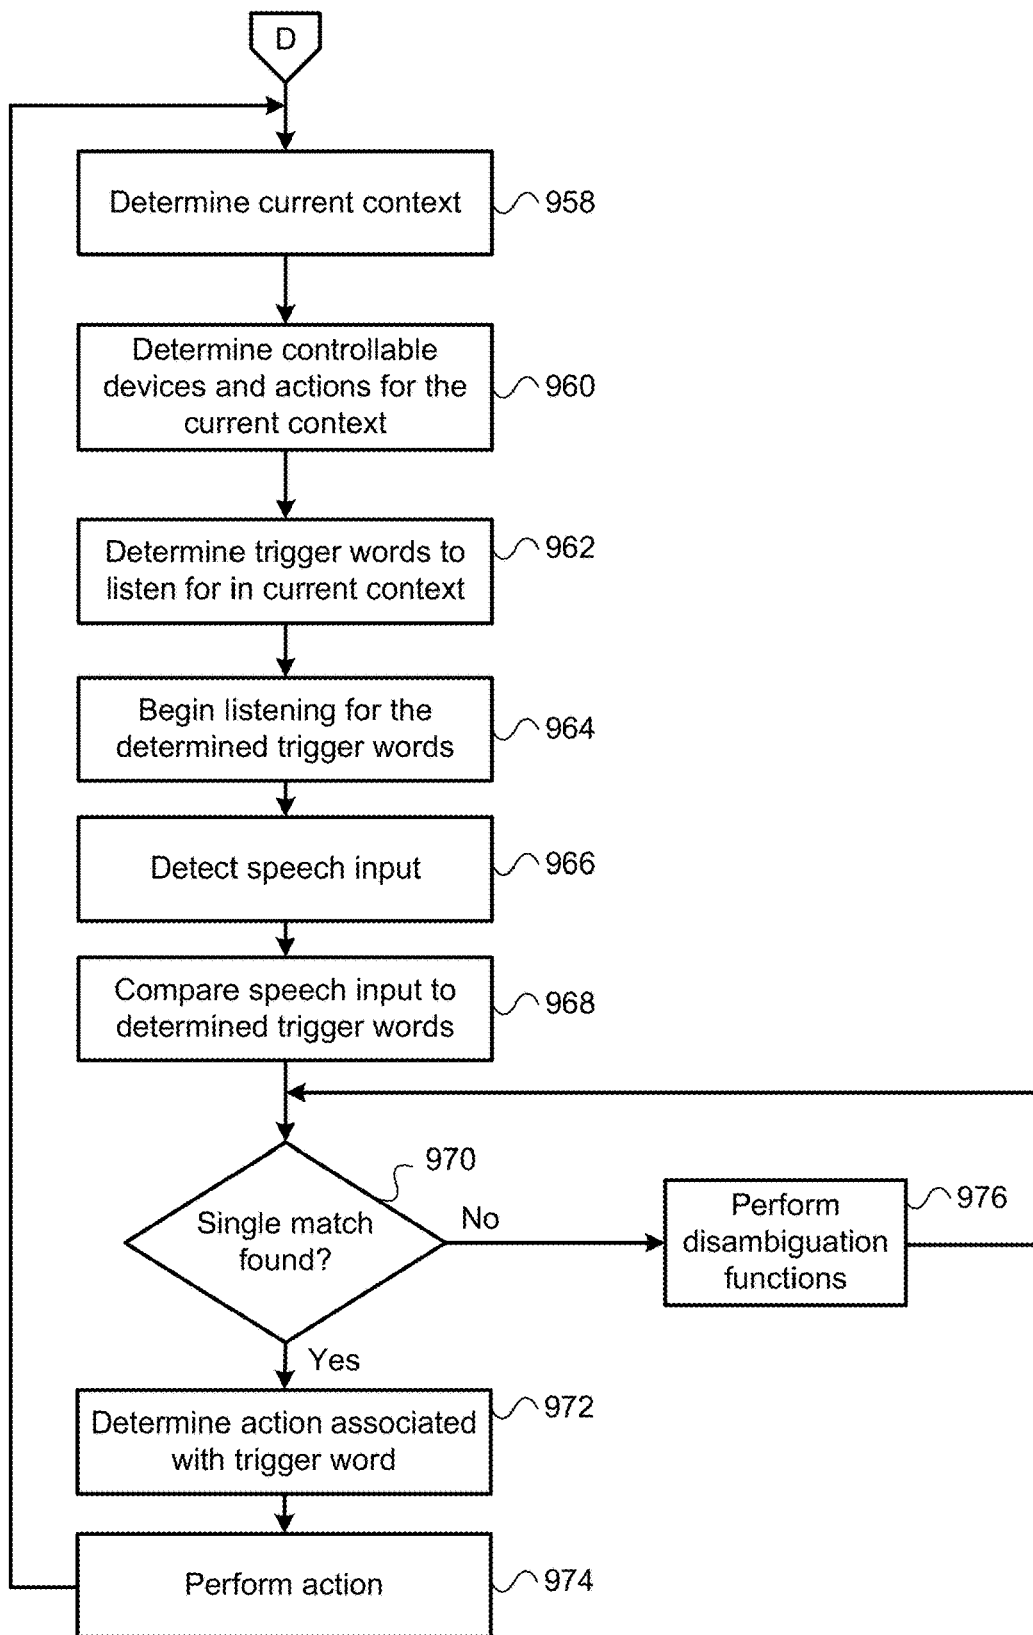 D
Determine current context
958
Determine controllable
devices and actions for the
current context
960
Determine trigger words to
listen for in current context
962
Begin listening for the
determined trigger words
964
Detect speech input
966
Compare speech input to
determined trigger words
968
Single match
found?
970
No
Perform
disambiguation
functions
976
Yes
Determine action associated
with trigger word
972
Perform action
974